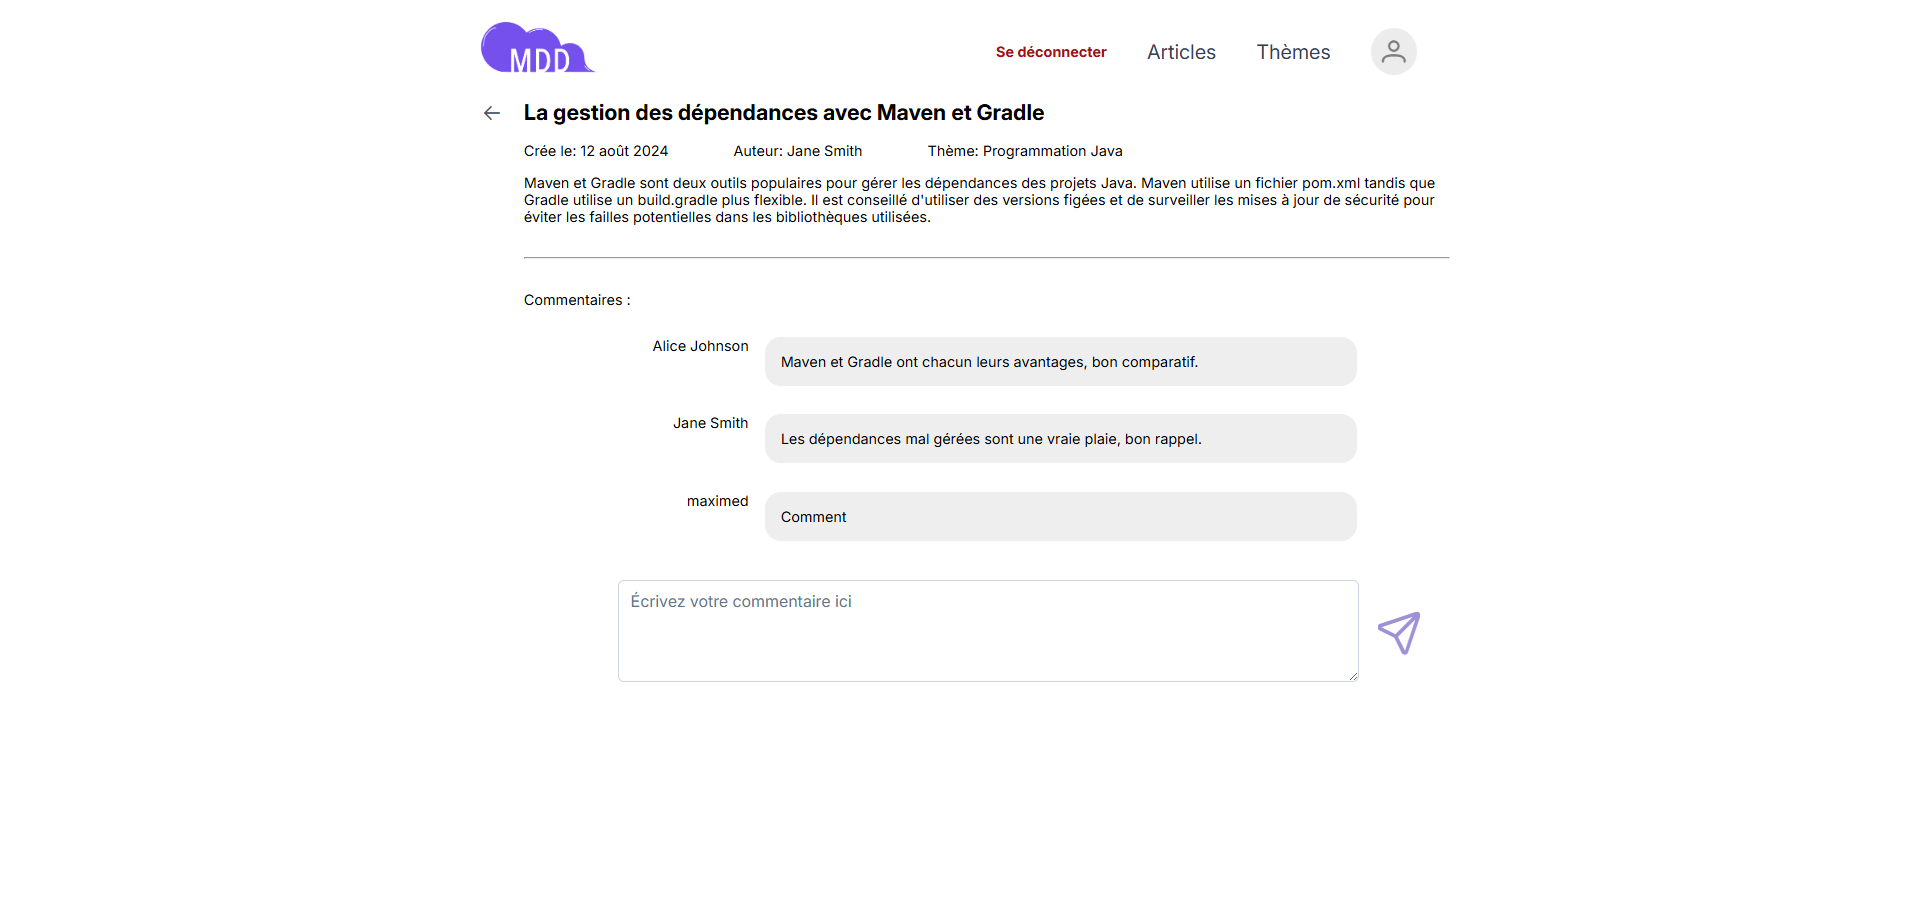 MDD
Se déconnecter
Articles
Thèmes
La gestion des dépendances avec Maven et Gradle
Crée le: 12 août 2024
Auteur: Jane Smith
Thème: Programmation Java
Maven et Gradle sont deux outils populaires pour gérer les dépendances des projets Java. Maven utilise un fichier pom.xml tandis que
Gradle utilise un build.gradle plus flexible. Il est conseillé d'utiliser des versions figées et de surveiller les mises à jour de sécurité pour
éviter les failles potentielles dans les bibliothèques utilisées.
Commentaires :
Alice Johnson
Maven et Gradle ont chacun leurs avantages, bon comparatif.
Jane Smith
Les dépendances mal gérées sont une vraie plaie, bon rappel.
maximed
Comment
Écrivez votre commentaire ici